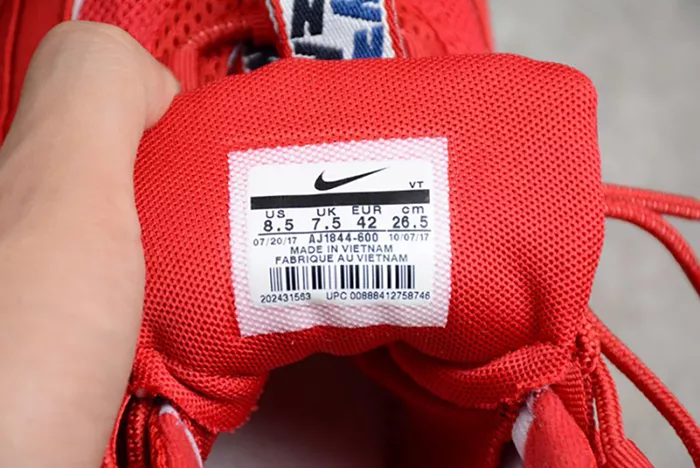 VT
US UK EUR cm
8.5 7.5 42 26.5
07/20/17 AJ1844-600 10/07/17
MADE IN VIETNAM
FABRIQUE AU VIETNAM
202431563 UPC 00888412758746